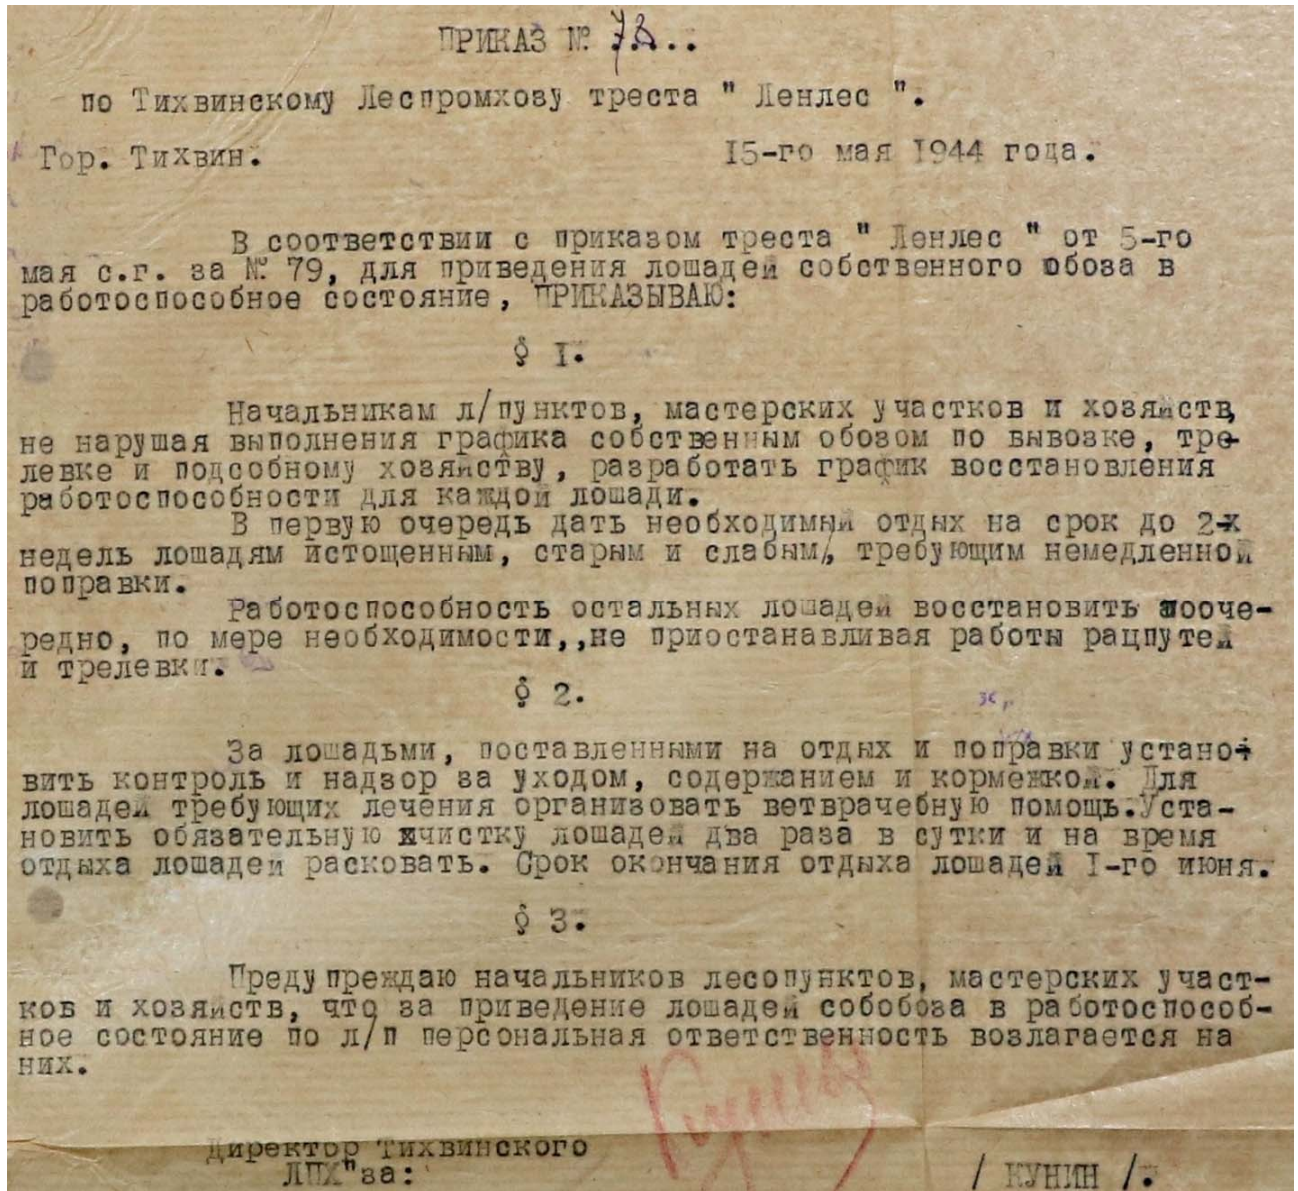 ПРИКАЗ №
по Тихвинскому Леспромхозу треста " Ленлес ".
Гор. Тихвин.
15-го мая 1944 года.
В соответствии с приказом треста " Ленлес " от 5-го
мая с.г. за № 79, для приведения лошадей собственного обоза в
работоспособное состояние, ПРИКАЗЫВАЮ:
§ I.
Начальникам л/пунктов, мастерских участков и хозяйств,
не нарушая выполнения графика собственным обозом по вывозке, тре-
левке и подсобному хозяйству, разработать график восстановления
работоспособности для каждой лошади.
В первую очередь дать необходимый отдых на срок до 2-х
недель лошадям истощенным, старым и слабым, требующим немедленной
поправки.
Работоспособность остальных лошадей восстановить пооче-
редно, по мере необходимости,,не приостанавливая работы рацпутей
и трелевки.
§ 2.
За лошадьми, поставленными на отдых и поправки устано-
вить контроль и надзор за уходом, содержанием и кормежкой. Для
лошадей требующих лечения организовать ветврачебную помощь.Уста-
новить обязательную чистку лошадей два раза в сутки и на время
отдыха лошадей расковать. Срок окончания отдыха лошадей I-го июня.
§ 3.
Предупреждаю начальников лесопунктов, мастерских участ-
ков и хозяйств, что за приведение лошадей собобоза в работоспособ-
ное состояние по л/п персональная ответственность возлагается на
них.
Директор Тихвинского
ЛПХ"за:
/ КУНИН /.